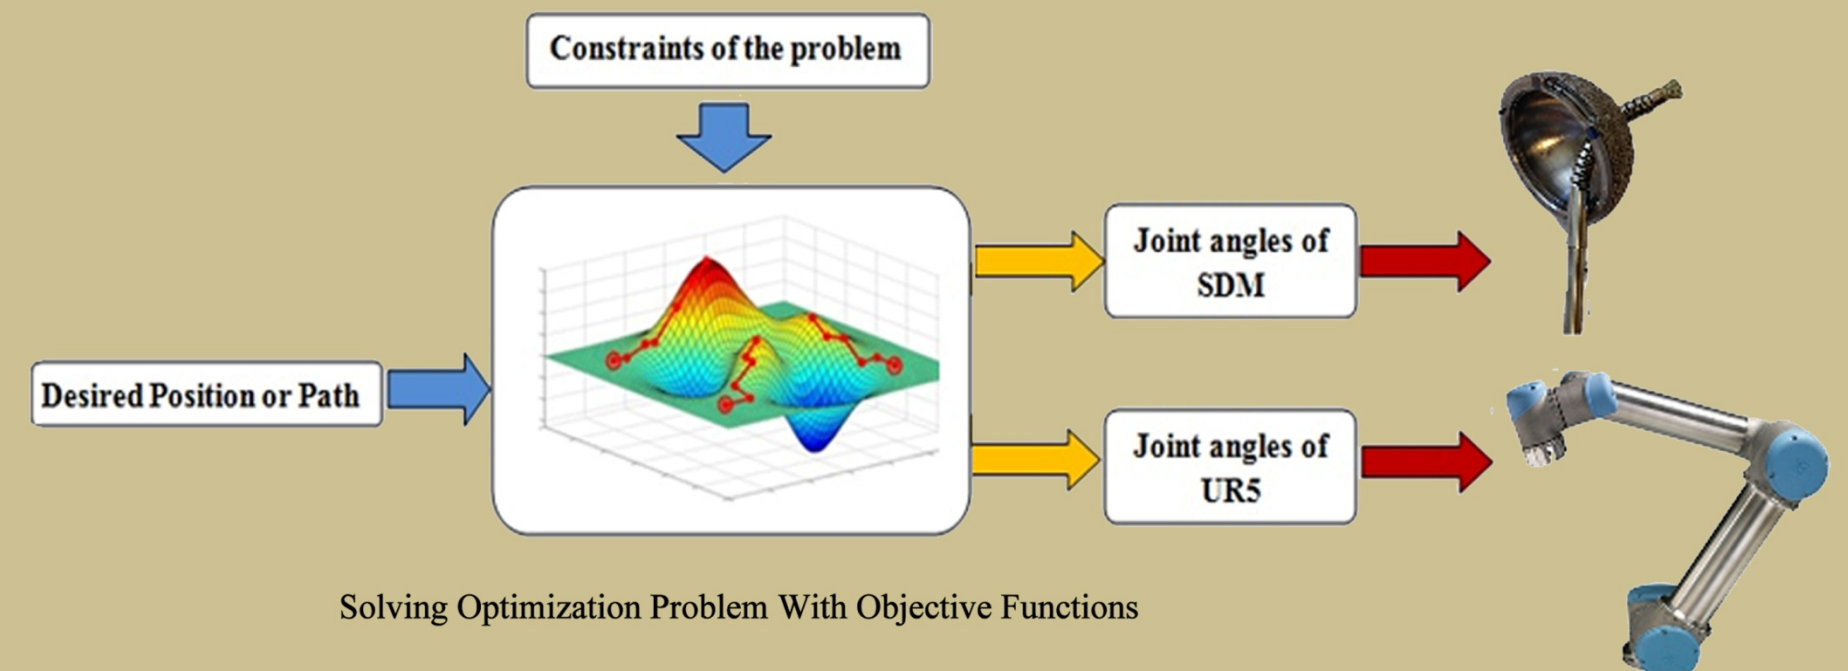 Constraints of the problem
Desired Position or Path
Joint angles of
SDM
Joint angles of
UR5
Solving Optimization Problem With Objective Functions